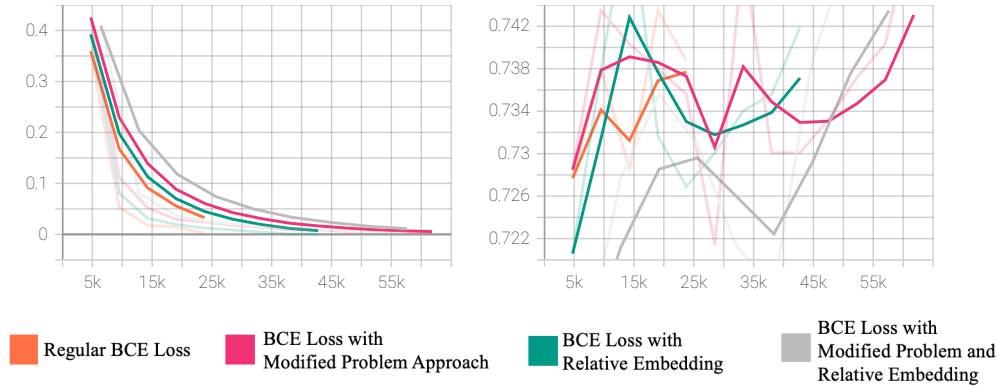 0.4
0.3
0.2
0.1
0
5k 15k 25k 35k 45k 55k
0.742
0.738
0.734
0.73
0.726
0.722
5k 15k 25k 35k 45k 55k
Regular BCE Loss
BCE Loss with
Modified Problem Approach
BCE Loss with
Relative Embedding
BCE Loss with
Modified Problem and
Relative Embedding